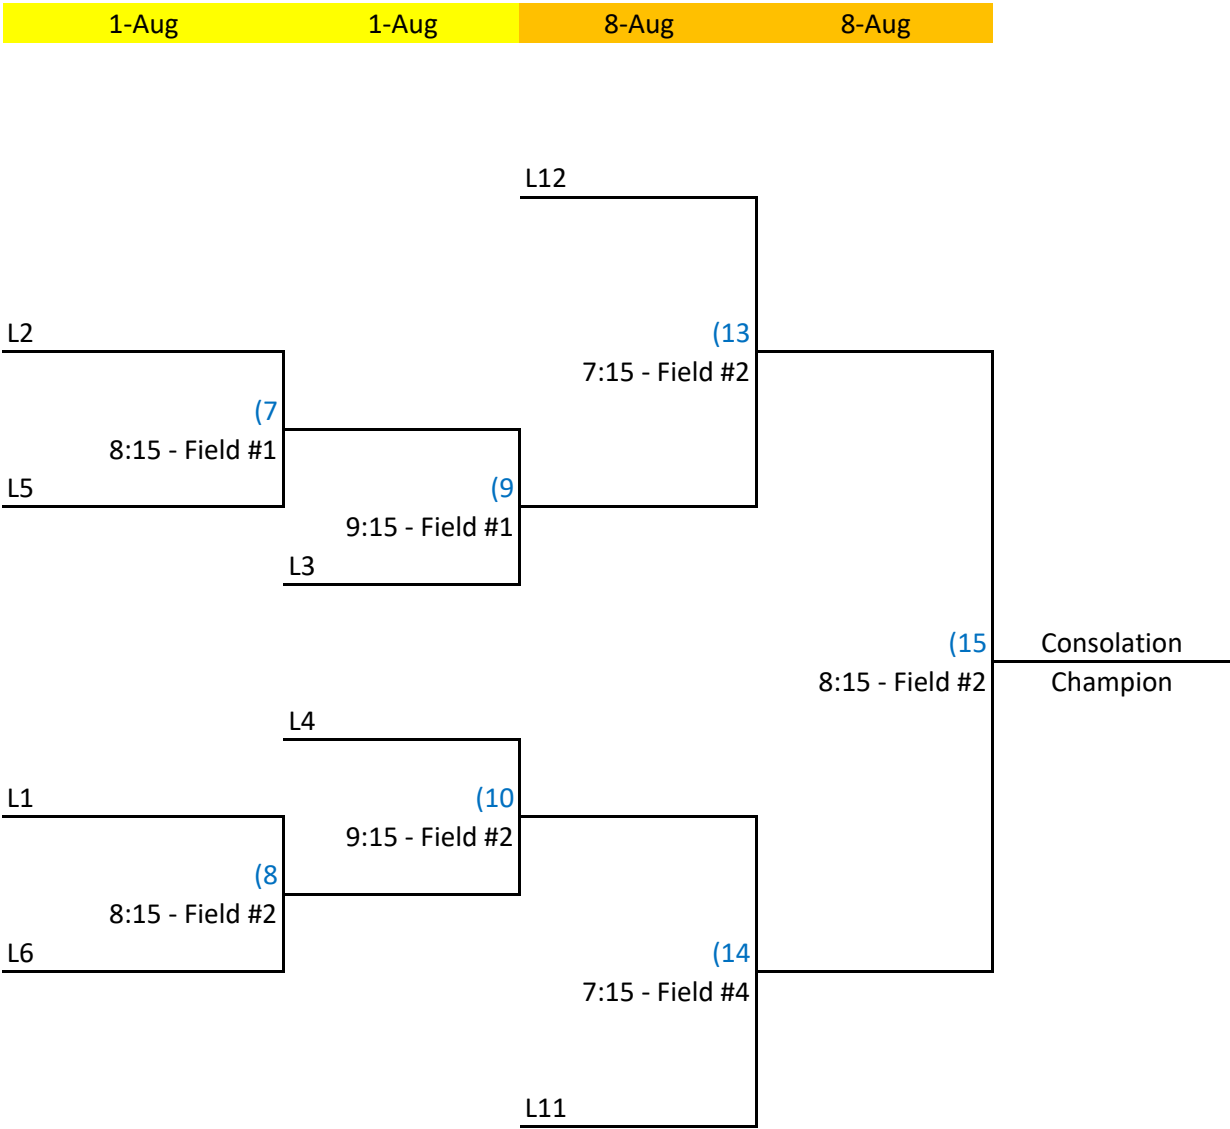 1-Aug 1-Aug 8-Aug 8-Aug
L12
L2
(13
7:15 - Field #2
(7
8:15 - Field #1
L5
(9
9:15 - Field #1
L3
(15
Consolation
8:15 - Field #2
Champion
L4
L1
(10
9:15 - Field #2
(8
8:15 - Field #2
L6
(14
7:15 - Field #4
L11